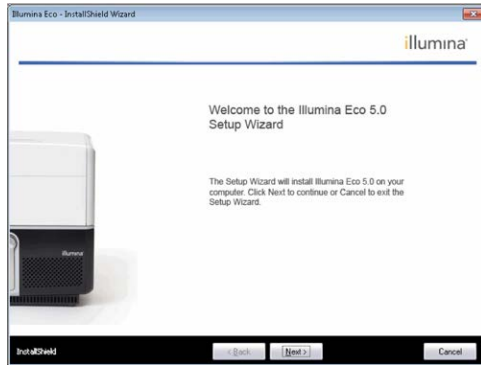 Illumina Eco - InstallShield Wizard
illumina
Welcome to the Illumina Eco 5.0
Setup Wizard
The Setup Wizard will install Illumina Eco 5.0 on your
computer. Click Next to continue or Cancel to exit the
Setup Wizard.
illumina
InstallShield
< Back
Next >
Cancel